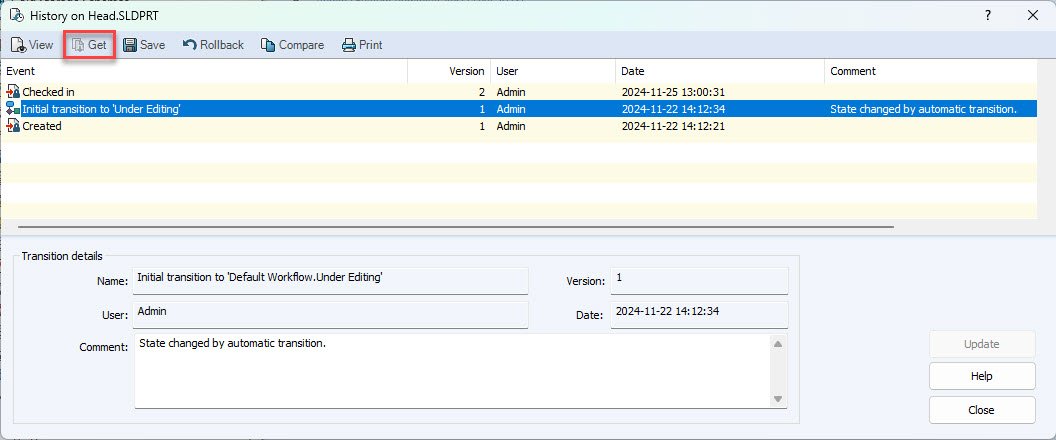 History on Head.SLDPRT
View Get Save Rollback Compare Print
Event Version User Date Comment
Checked in 2 Admin 2024-11-25 13:00:31
Initial transition to 'Under Editing' 1 Admin 2024-11-22 14:12:34 State changed by automatic transition.
Created 1 Admin 2024-11-22 14:12:21
Transition details
Name: Initial transition to 'Default Workflow.Under Editing' Version: 1
User: Admin Date: 2024-11-22 14:12:34
Comment: State changed by automatic transition.
Update
Help
Close